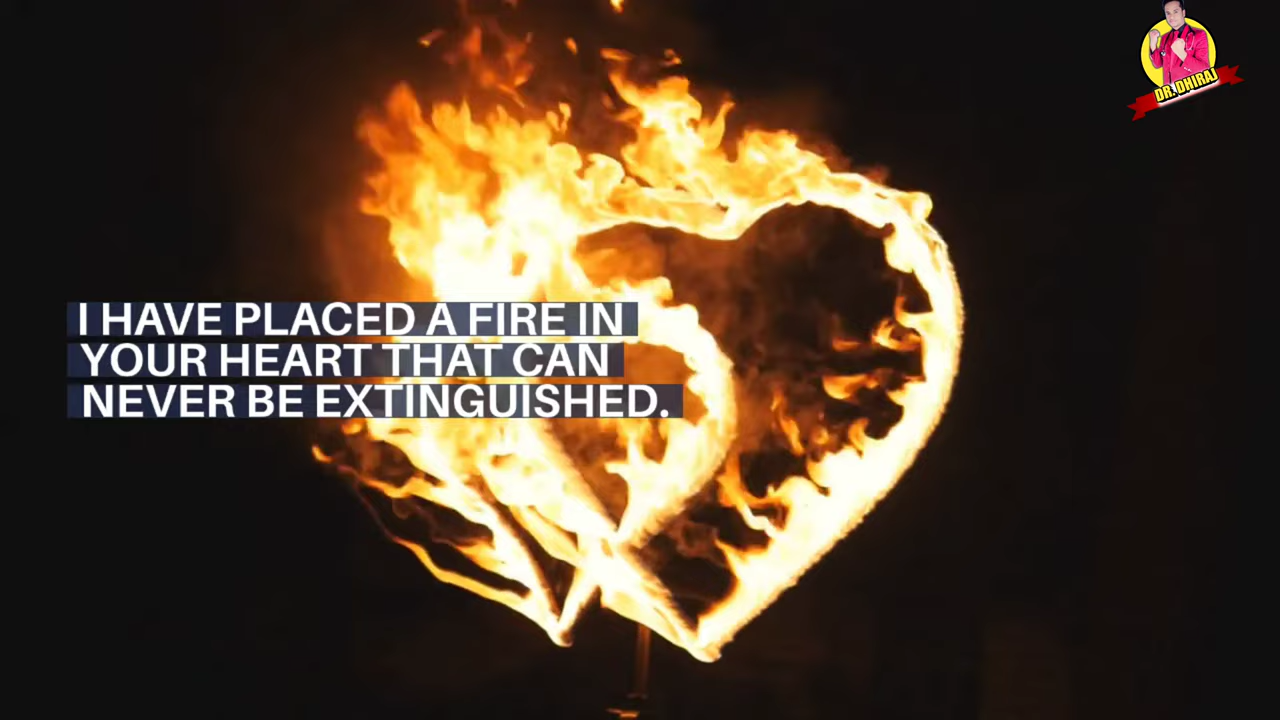 DR. DHIRAJ
I HAVE PLACED A FIRE IN
YOUR HEART THAT CAN
NEVER BE EXTINGUISHED.